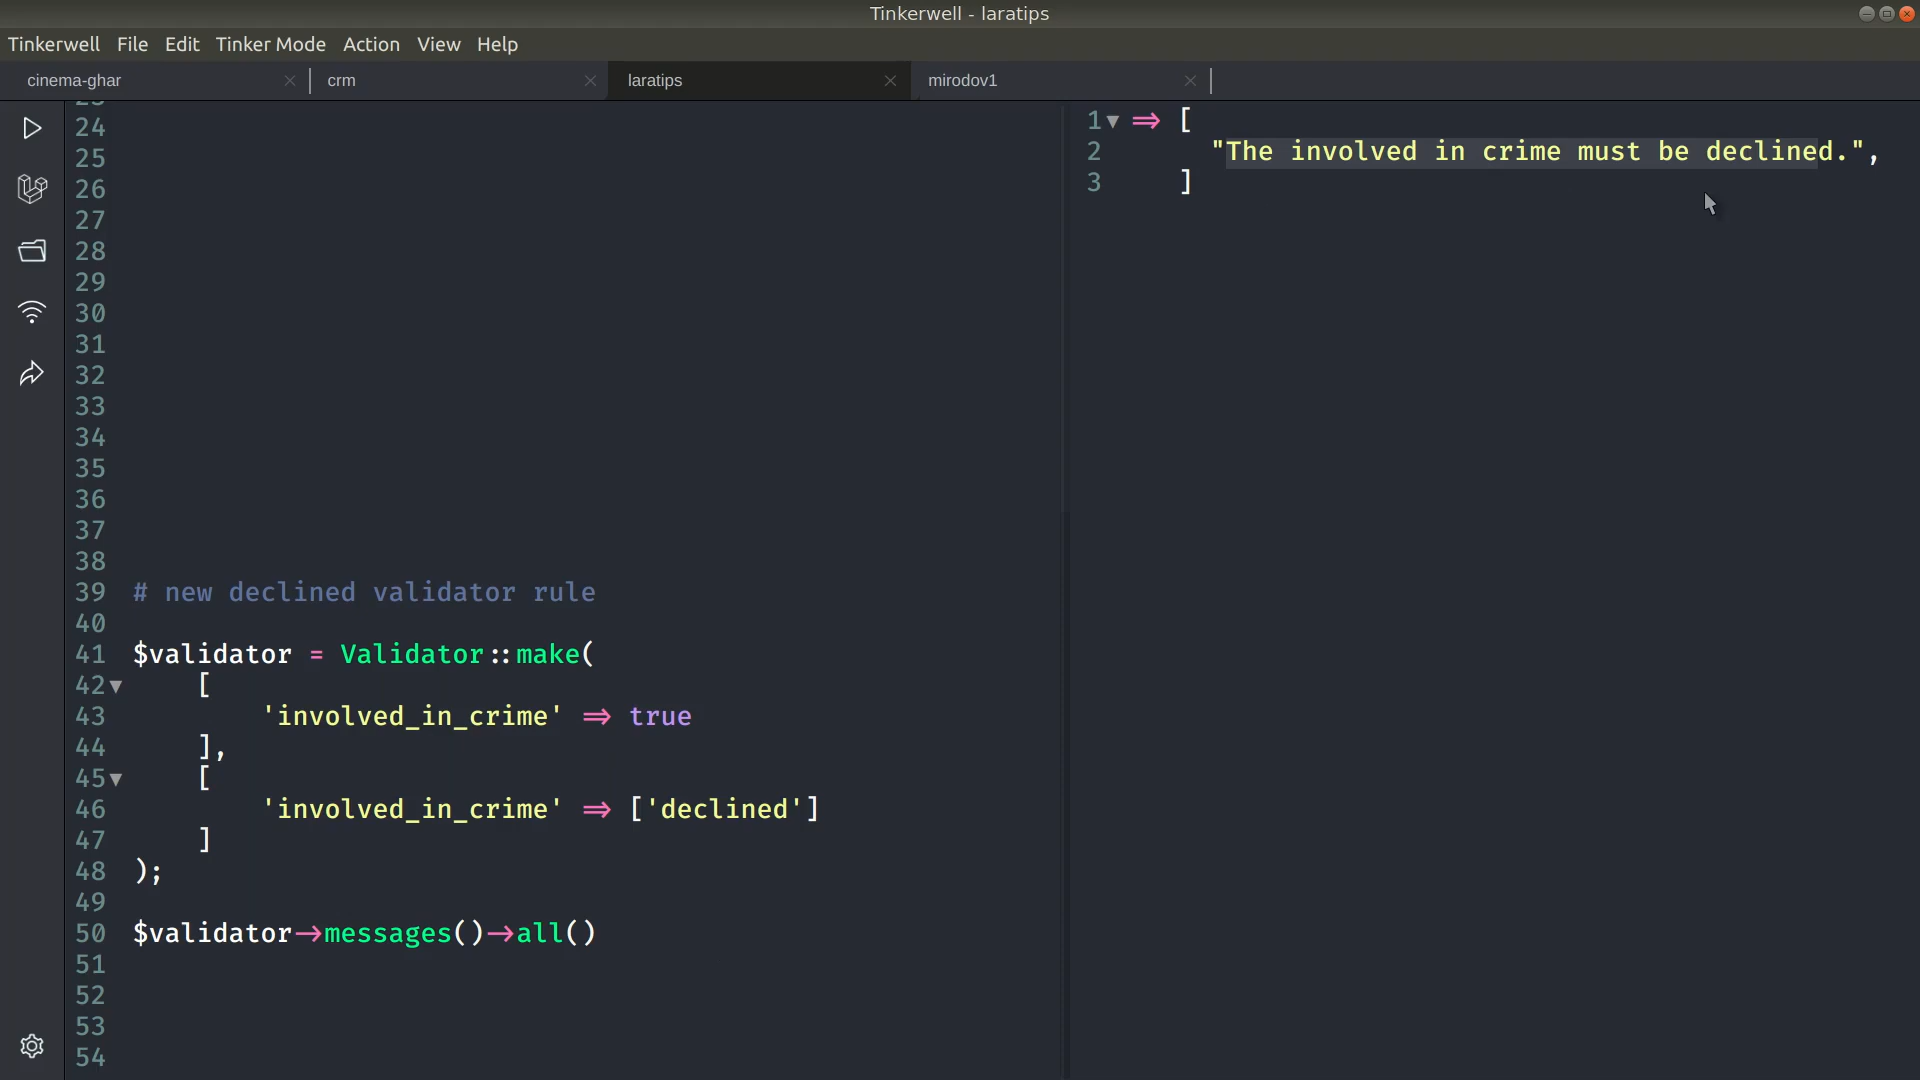 Tinkerwell - laratips
Tinkerwell File Edit Tinker Mode Action View Help
cinema-ghar crm laratips mirodov1
24
25
26
27
28
29
30
31
32
33
34
35
36
37
38
39 # new declined validator rule
40
41 $validator = Validator::make(
42 [
43 'involved_in_crime' => true
44 ],
45 [
46 'involved_in_crime' => ['declined']
47 ]
48 );
49
50 $validator->messages()->all()
51
52
53
54
1 => [
2 "The involved in crime must be declined.",
3 ]